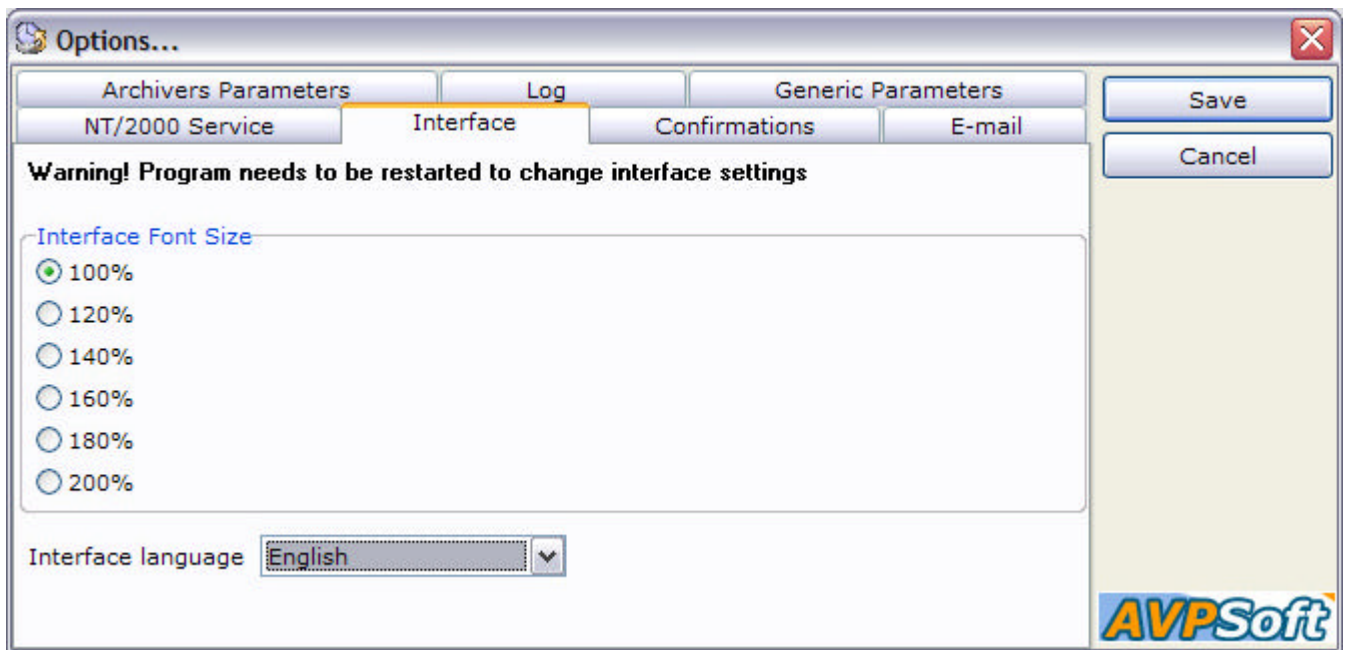 Options...
Archivers Parameters Log Generic Parameters
NT/2000 Service Interface Confirmations E-mail
Save
Cancel
Warning! Program needs to be restarted to change interface settings
Interface Font Size
100%
120%
140%
160%
180%
200%
Interface language English
AVPSoft